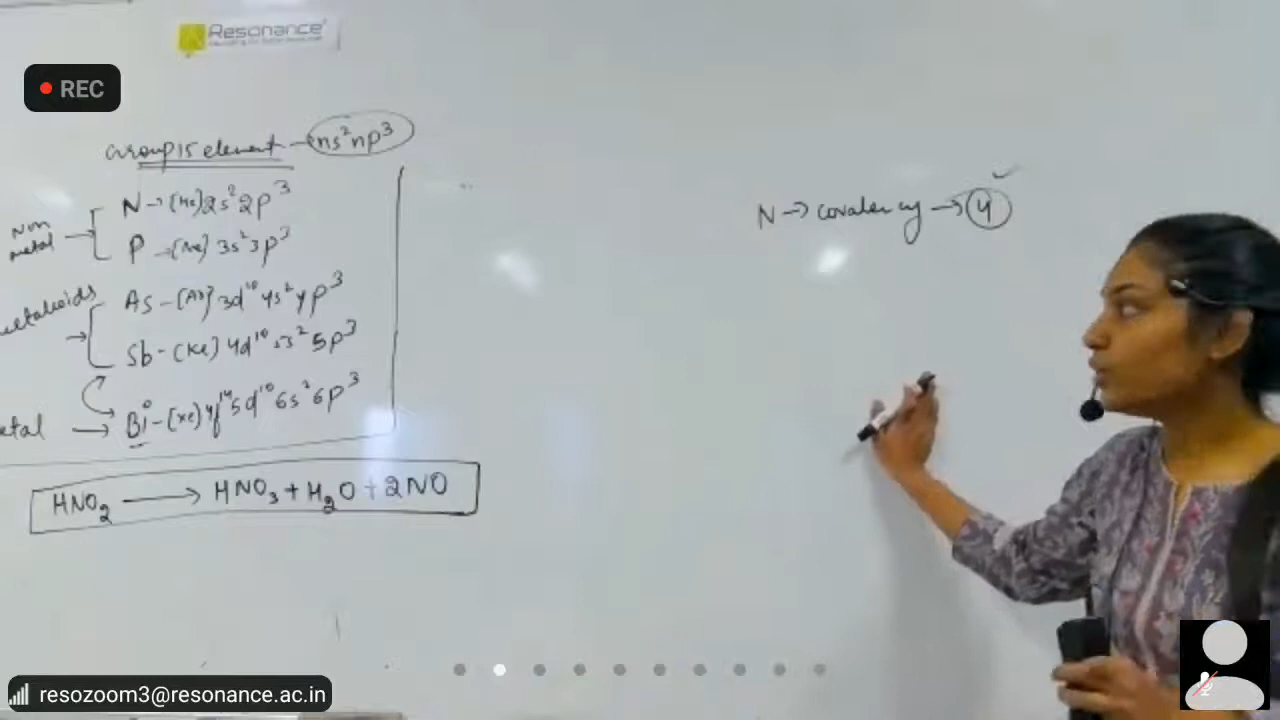 Resonance
REC
Group 15 element — ns²np³
Non metal
N → [He] 2s² 2p³
P → [Ne] 3s² 3p³
metalloids →
As - [Ar] 3d¹⁰ 4s² 4p³
Sb - [Kr] 4d¹⁰ 5s² 5p³
etal → Bi - [Xe] 4f¹⁴ 5d¹⁰ 6s² 6p³
HNO₂ → HNO₃ + H₂O + 2NO
N → covalency → 4 ✓
resozoom3@resonance.ac.in